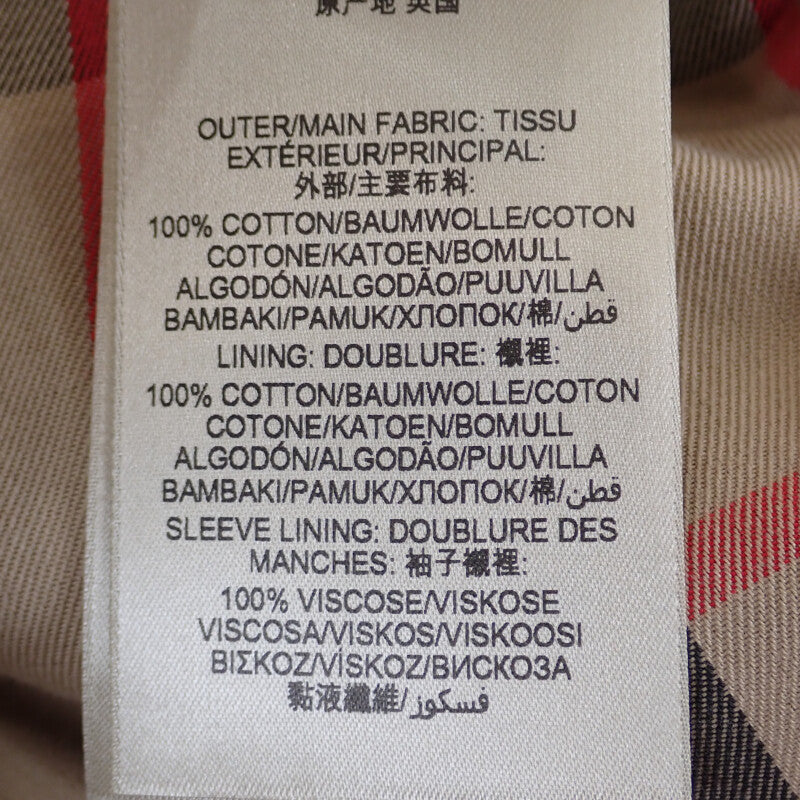 原产地 英国
OUTER/MAIN FABRIC: TISSU
EXTÉRIEUR/PRINCIPAL:
外部/主要布料:
100% COTTON/BAUMWOLLE/COTON
COTONE/KATOEN/BOMULL
ALGODÓN/ALGODÃO/PUUVILLA
BAMBAKI/PAMUK/ХЛОПОК/棉/قطن
LINING: DOUBLURE: 襯裡:
100% COTTON/BAUMWOLLE/COTON
COTONE/KATOEN/BOMULL
ALGODÓN/ALGODÃO/PUUVILLA
BAMBAKI/PAMUK/ХЛОПОК/棉/قطن
SLEEVE LINING: DOUBLURE DES
MANCHES: 袖子襯裡:
100% VISCOSE/VISKOSE
VISCOSA/VISKOS/VISKOOSI
ΒΙΣΚΟΖ/VİSKOZ/ВИСКОЗА
黏液纖維/فسكوز